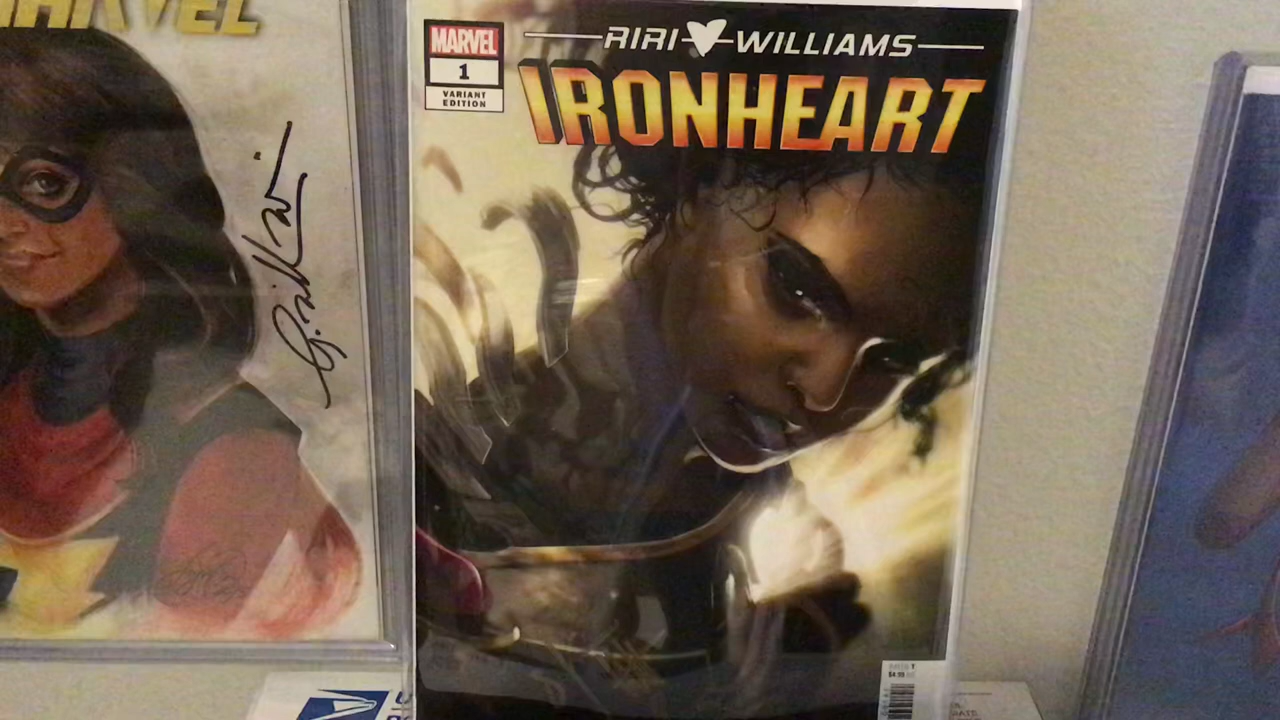 MARVEL
MARVEL
1
VARIANT
EDITION
RIRI WILLIAMS
IRONHEART
$4.99